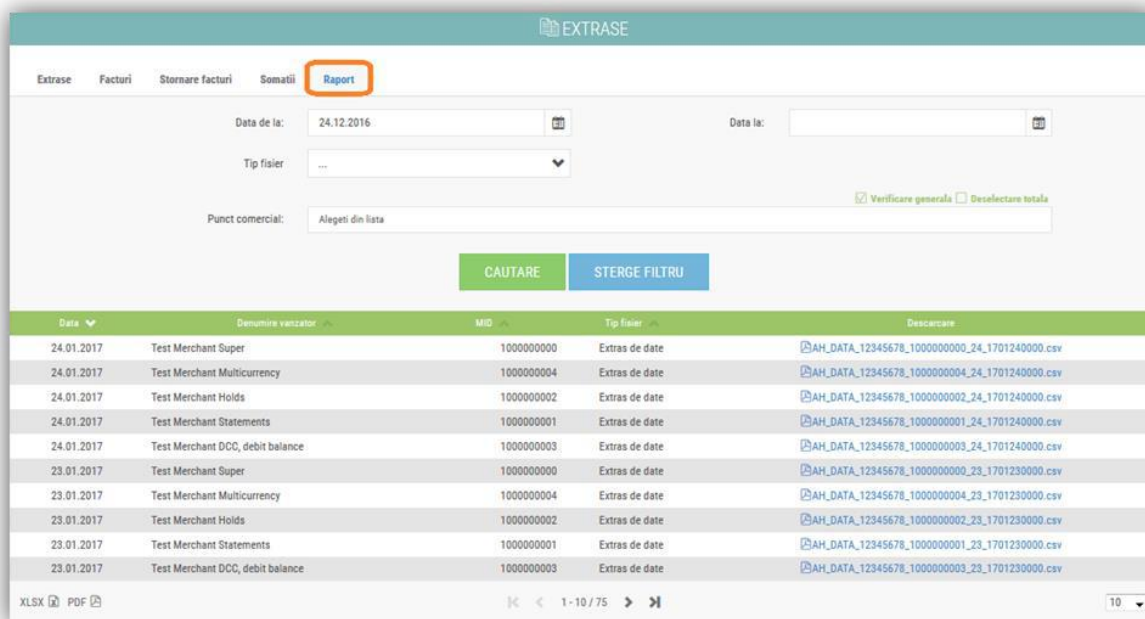 EXTRASE
Extrase Facturi Stornare facturi Somatii Raport
Data de la: 24.12.2016 Data la:
Tip fisier ...
Verificare generala Deselectare totala
Punct comercial: Alegeti din lista
CAUTARE STERGE FILTRU
Data Denumire vanzator MID Tip fisier Descarcare
24.01.2017 Test Merchant Super 1000000000 Extras de date AH_DATA_12345678_1000000000_24_1701240000.csv
24.01.2017 Test Merchant Multicurrency 1000000004 Extras de date AH_DATA_12345678_1000000004_24_1701240000.csv
24.01.2017 Test Merchant Holds 1000000002 Extras de date AH_DATA_12345678_1000000002_24_1701240000.csv
24.01.2017 Test Merchant Statements 1000000001 Extras de date AH_DATA_12345678_1000000001_24_1701240000.csv
24.01.2017 Test Merchant DCC, debit balance 1000000003 Extras de date AH_DATA_12345678_1000000003_24_1701240000.csv
23.01.2017 Test Merchant Super 1000000000 Extras de date AH_DATA_12345678_1000000000_23_1701230000.csv
23.01.2017 Test Merchant Multicurrency 1000000004 Extras de date AH_DATA_12345678_1000000004_23_1701230000.csv
23.01.2017 Test Merchant Holds 1000000002 Extras de date AH_DATA_12345678_1000000002_23_1701230000.csv
23.01.2017 Test Merchant Statements 1000000001 Extras de date AH_DATA_12345678_1000000001_23_1701230000.csv
23.01.2017 Test Merchant DCC, debit balance 1000000003 Extras de date AH_DATA_12345678_1000000003_23_1701230000.csv
XLSX PDF 1 - 10 / 75 10